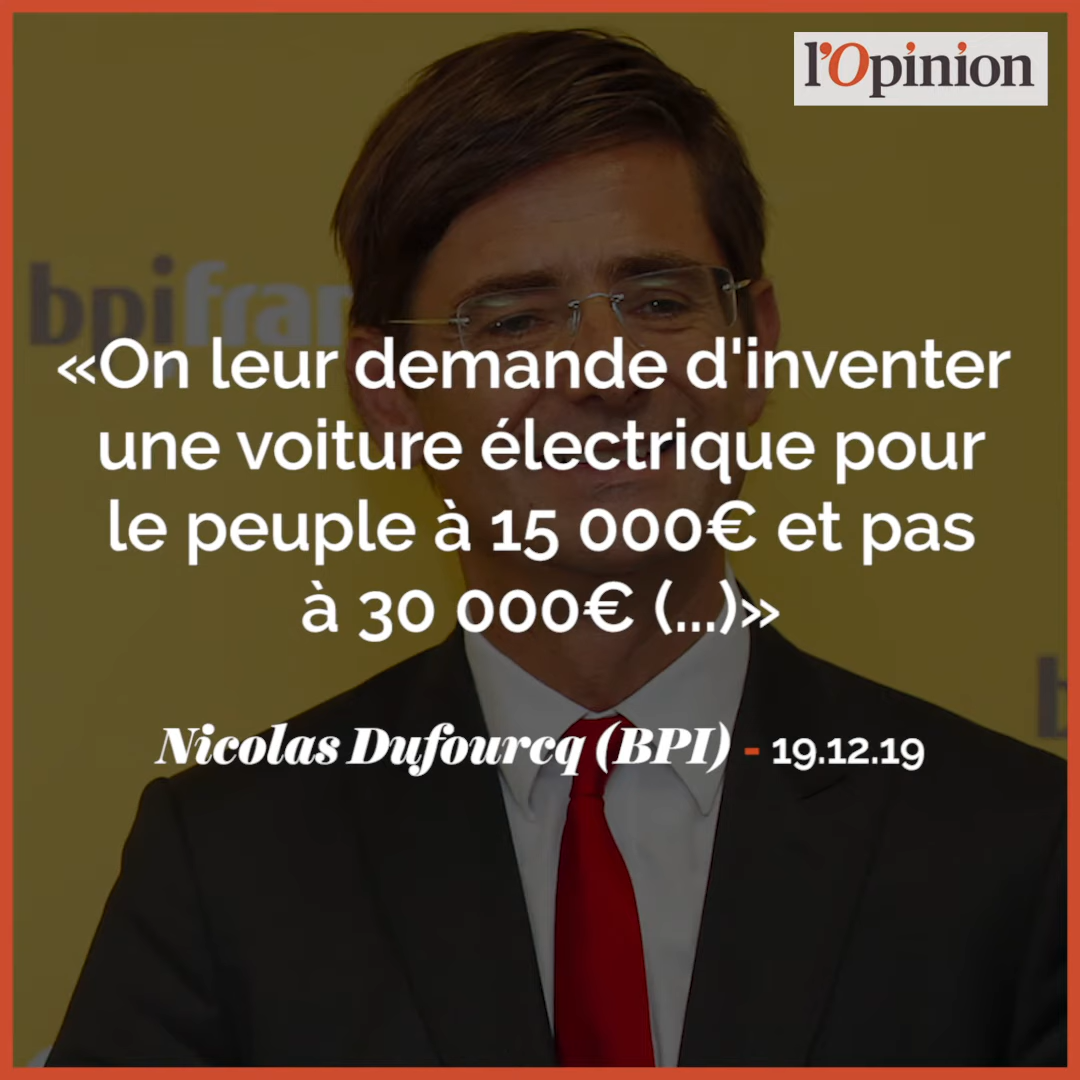 l'Opinion
bpifran
«On leur demande d'inventer
une voiture électrique pour
le peuple à 15 000€ et pas
à 30 000€ (...)»
b
Nicolas Dufourcq (BPI) - 19.12.19